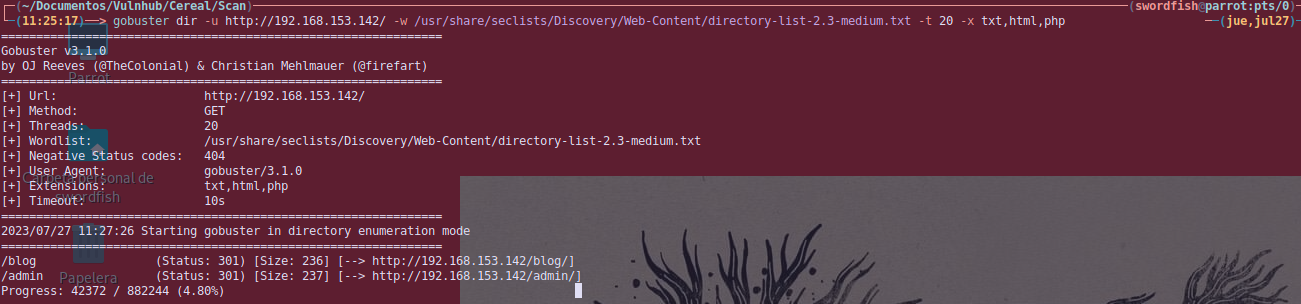 (~/Documentos/Vulnhub/Cereal/Scan) (swordfish@parrot:pts/0)
(11:25:17)──> gobuster dir -u http://192.168.153.142/ -w /usr/share/seclists/Discovery/Web-Content/directory-list-2.3-medium.txt -t 20 -x txt,html,php (jue,jul27)
===============================================================
Gobuster v3.1.0
by OJ Reeves (@TheColonial) & Christian Mehlmauer (@firefart)
Parrot
===============================================================
[+] Url: http://192.168.153.142/
[+] Method: GET
[+] Threads: 20
[+] Wordlist: /usr/share/seclists/Discovery/Web-Content/directory-list-2.3-medium.txt
[+] Negative Status codes: 404
[+] User Agent: gobuster/3.1.0
Carpeta personal de
[+] Extensions: txt,html,php
swordfish
[+] Timeout: 10s
===============================================================
2023/07/27 11:27:26 Starting gobuster in directory enumeration mode
===============================================================
/blog (Status: 301) [Size: 236] [--> http://192.168.153.142/blog/]
/admin (Status: 301) [Size: 237] [--> http://192.168.153.142/admin/]
Papelera
Progress: 42372 / 882244 (4.80%)